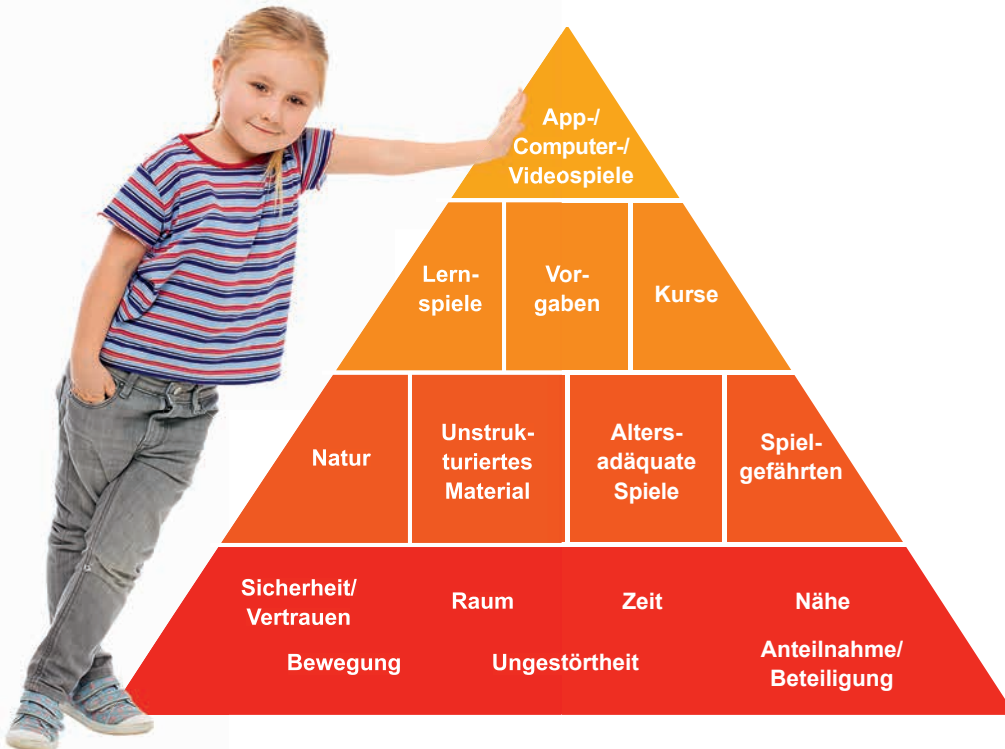 App-/
Computer-/
Videospiele
Lern-
spiele
Vor-
gaben
Kurse
Natur
Unstruk-
turiertes
Material
Alters-
adäquate
Spiele
Spiel-
gefährten
Sicherheit/
Vertrauen
Raum
Zeit
Nähe
Bewegung
Ungestörtheit
Anteilnahme/
Beteiligung